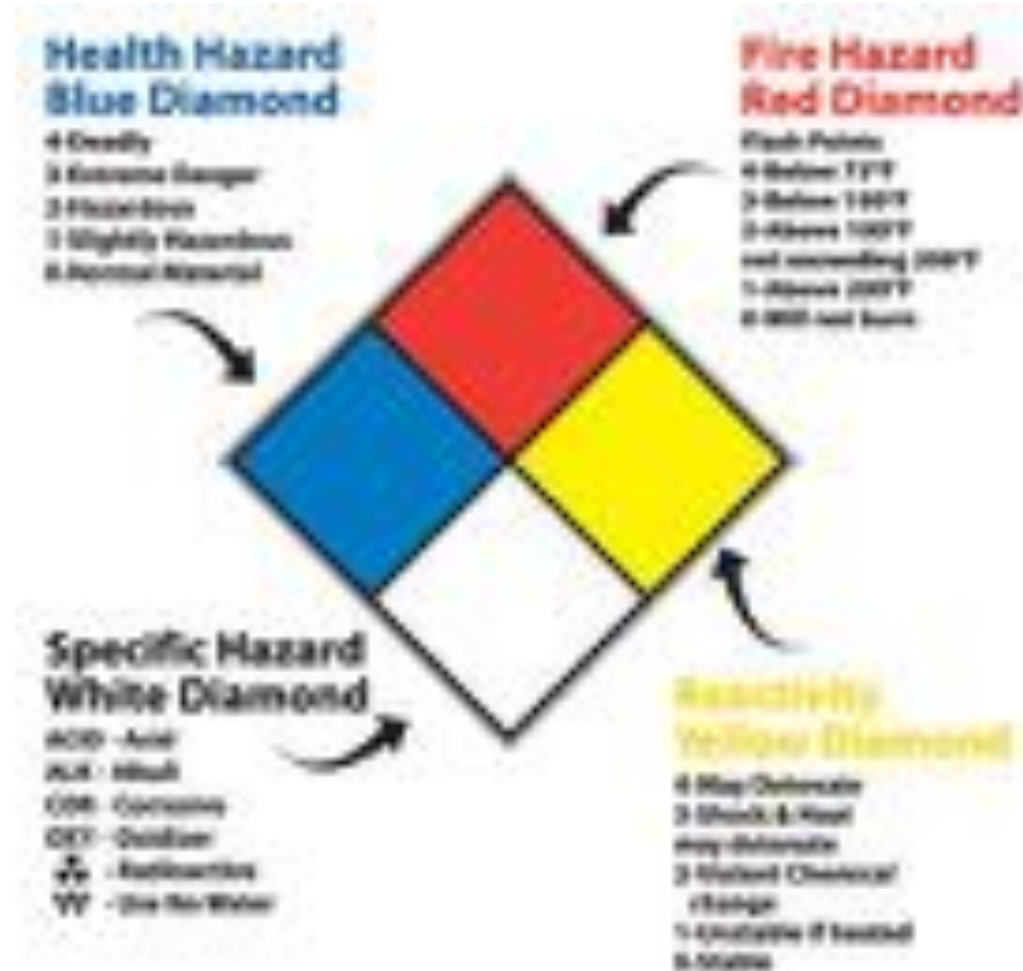 Health Hazard
Blue Diamond
4-Deadly
3-Extreme Danger
2-Hazardous
1-Slightly Hazardous
0-Normal Material
Fire Hazard
Red Diamond
Flash Points
4-Below 73°F
3-Below 100°F
2-Above 100°F
not exceeding 200°F
1-Above 200°F
0-Will not burn
Specific Hazard
White Diamond
ACID -Acid
ALK - Alkali
COR - Corrosive
OXY - Oxidizer
- Radioactive
W - Use No Water
Reactivity
Yellow Diamond
4-May Detonate
3-Shock & Heat
may detonate
2-Violent Chemical
change
1-Unstable if heated
0-Stable